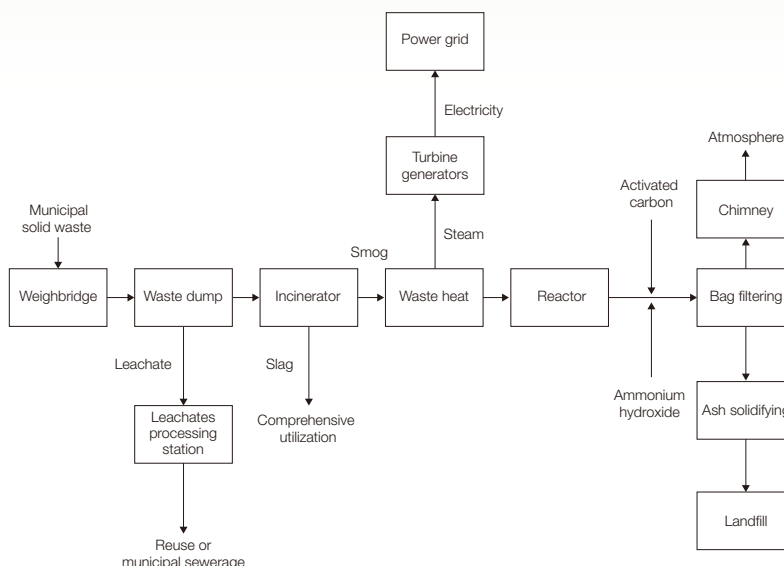 Power grid
Electricity
Turbine
generators
Atmosphere
Activated
carbon
Chimney
Municipal
solid waste
Steam
Smog
Weighbridge
Waste dump
Incinerator
Waste heat
Reactor
Bag filtering
Leachate
Slag
Ammonium
hydroxide
Ash solidifying
Leachates
processing
station
Comprehensive
utilization
Landfill
Reuse or
municipal sewerage